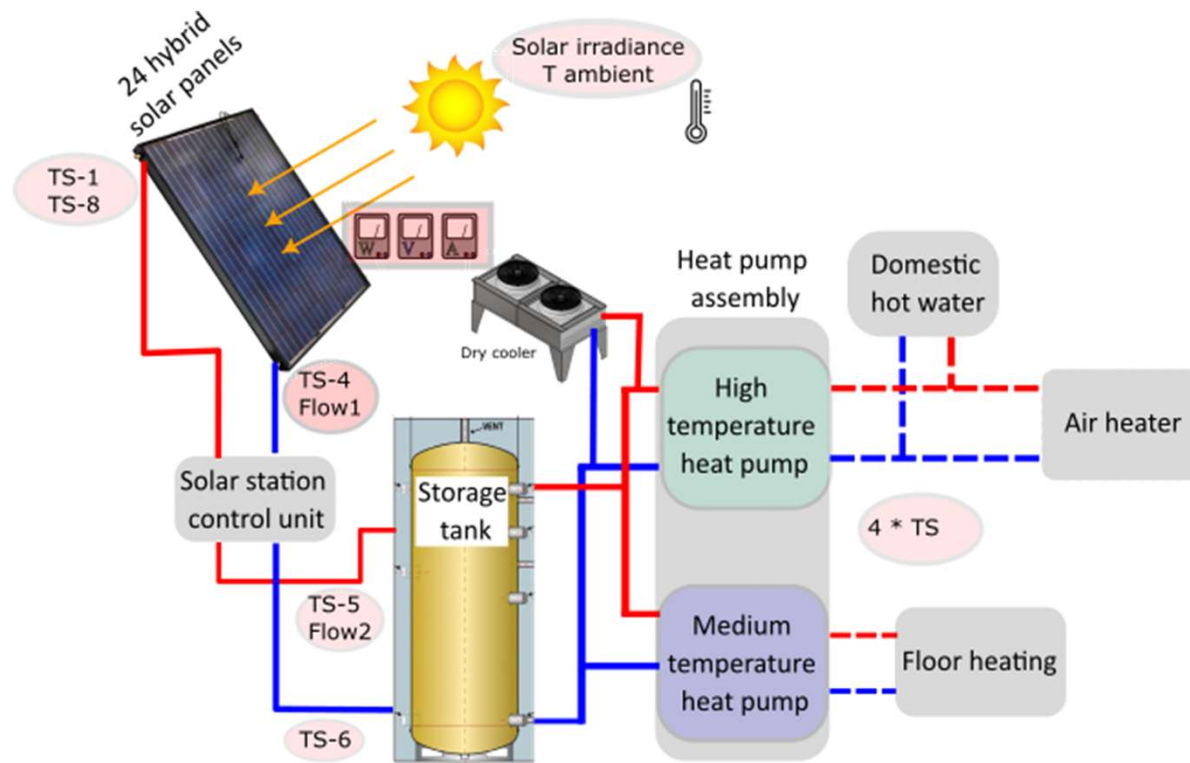 24 hybrid
solar panels
Solar irradiance
T ambient
TS-1
TS-8
W V A
Heat pump
assembly
Domestic
hot water
Dry cooler
TS-4
Flow1
High
temperature
heat pump
Air heater
VENT
Solar station
control unit
Storage
tank
4 * TS
TS-5
Flow2
Medium
temperature
heat pump
Floor heating
TS-6